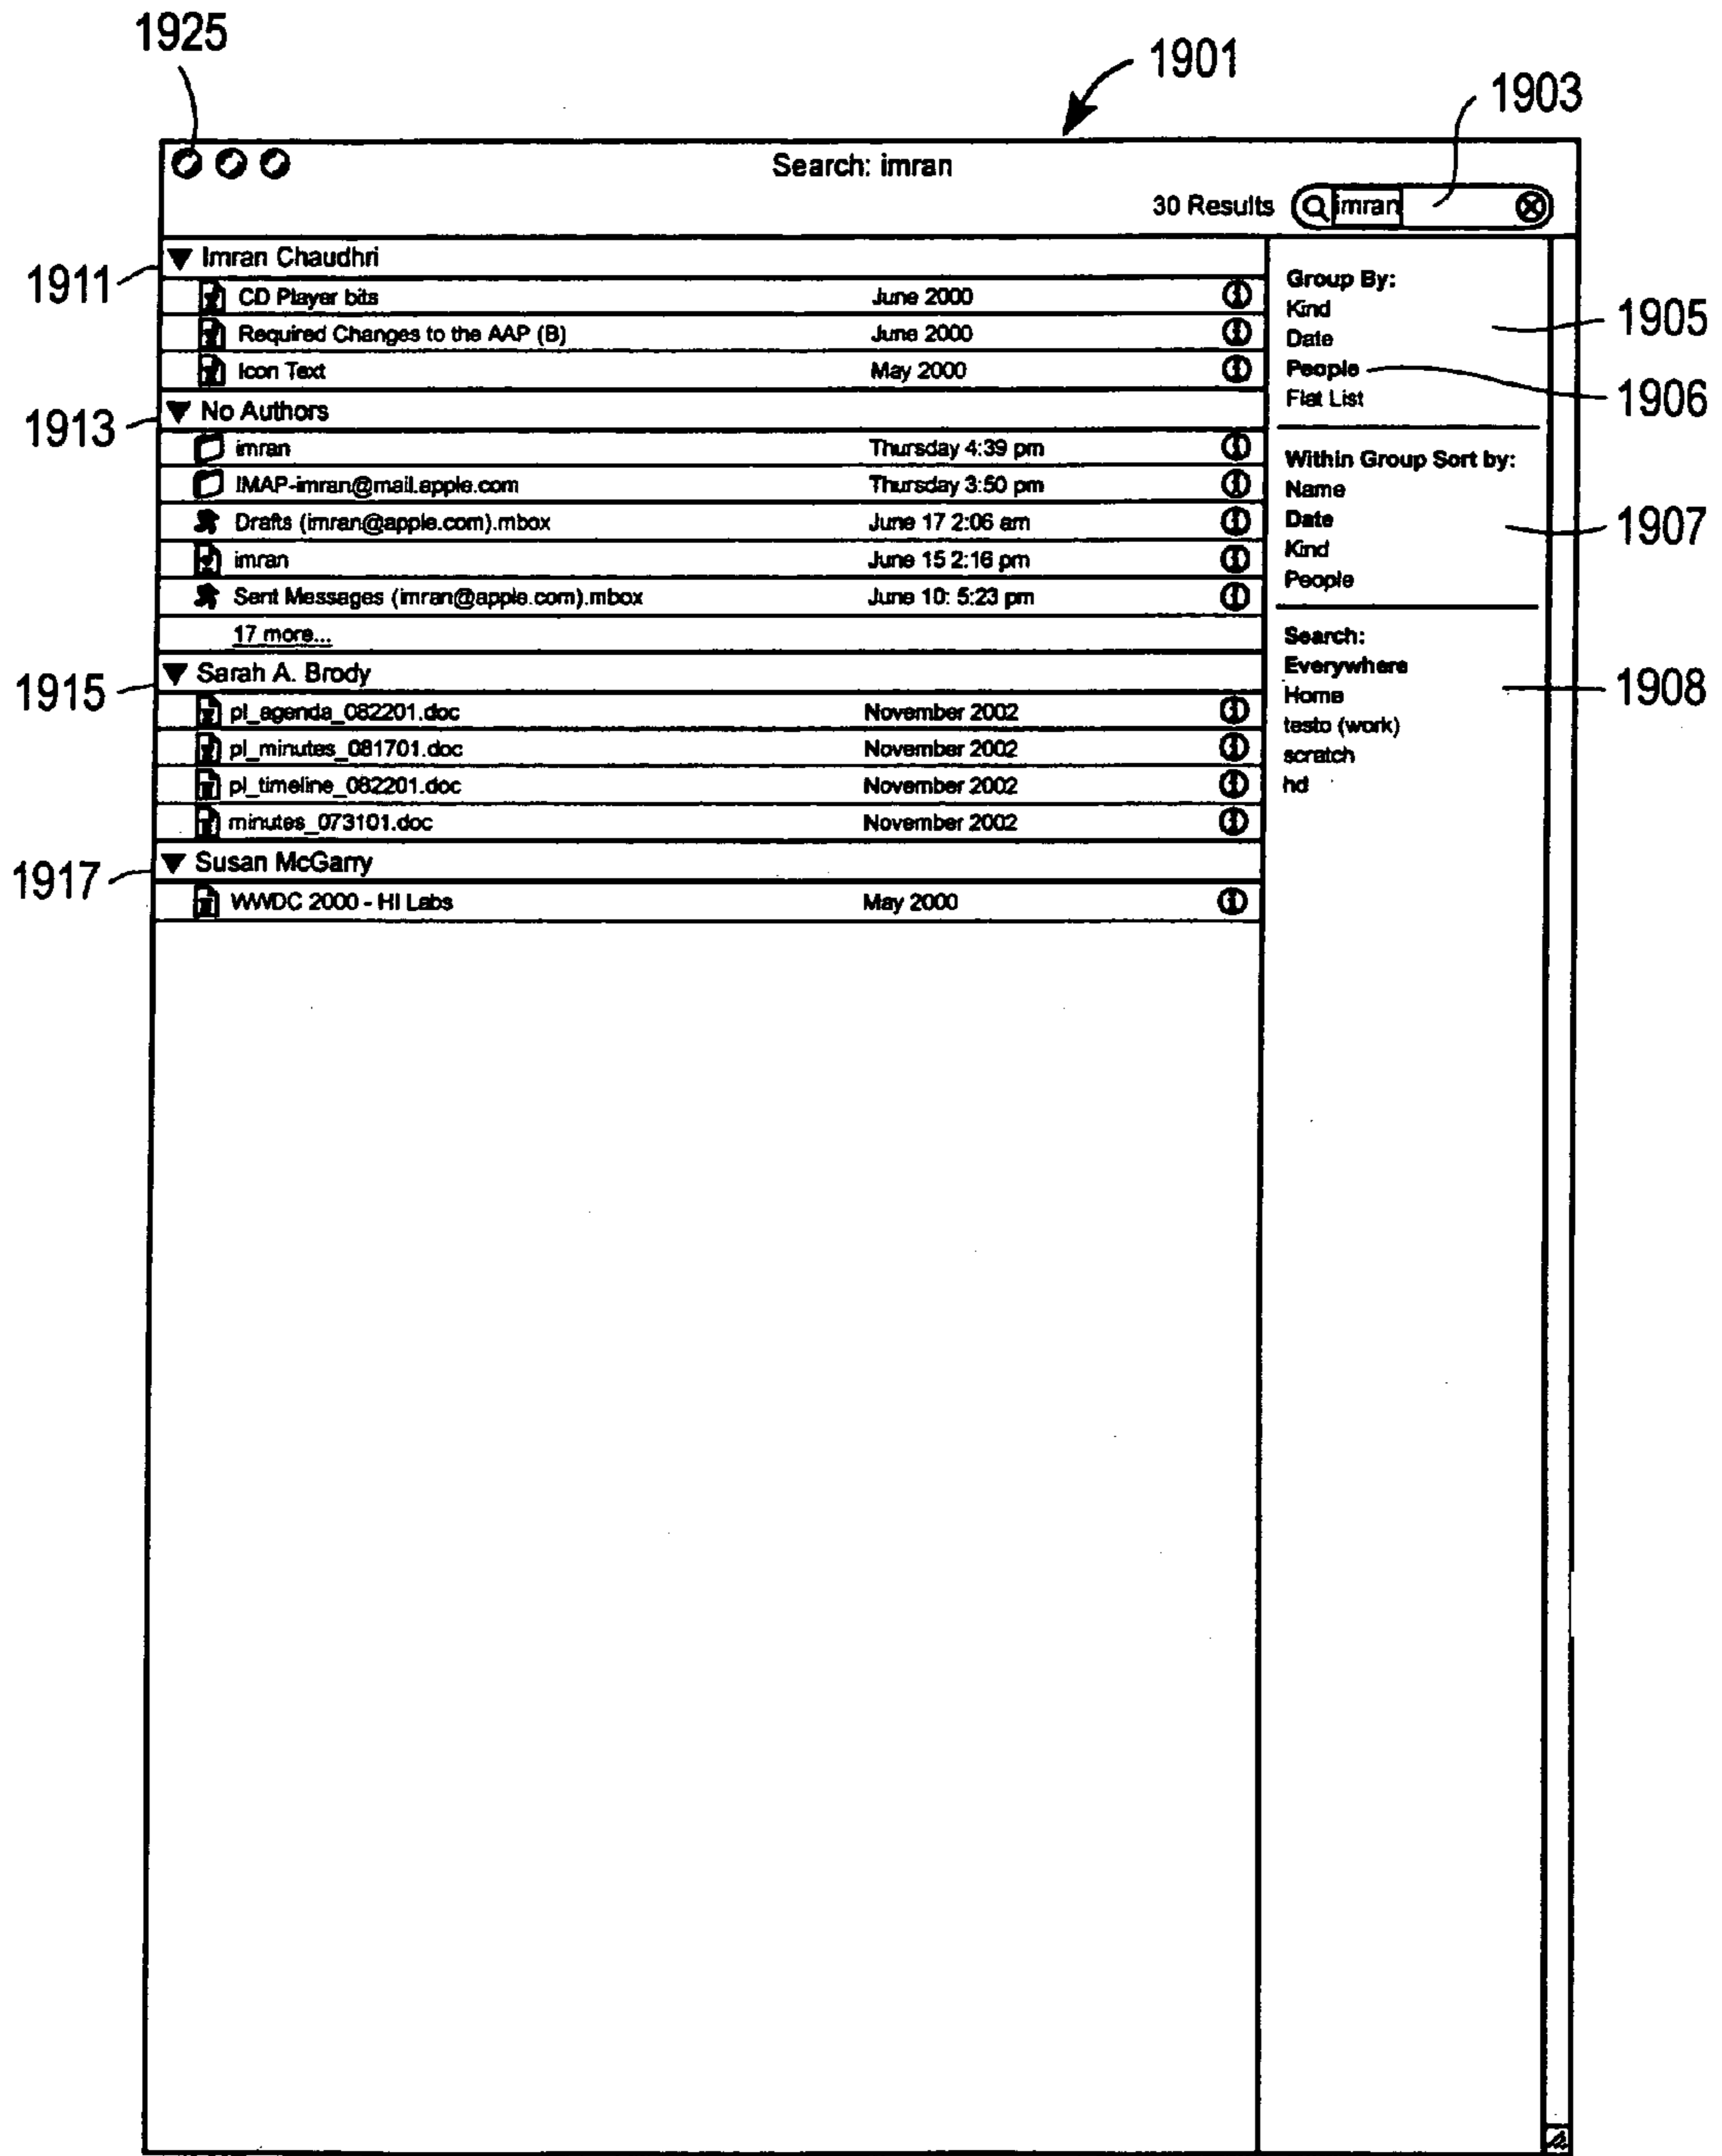 1925
1901
1903
Search: imran
30 Results imran
1911
Imran Chaudhri
CD Player bits June 2000
Required Changes to the AAP (B) June 2000
Icon Text May 2000
1913
No Authors
imran Thursday 4:39 pm
IMAP-imran@mail.apple.com Thursday 3:50 pm
Drafts (imran@apple.com).mbox June 17 2:06 am
imran June 15 2:16 pm
Sent Messages (imran@apple.com).mbox June 10: 5:23 pm
17 more...
1915
Sarah A. Brody
pl_agenda_082201.doc November 2002
pl_minutes_081701.doc November 2002
pl_timeline_082201.doc November 2002
minutes_073101.doc November 2002
1917
Susan McGarry
WWDC 2000 - HI Labs May 2000
Group By:
Kind
Date
People
Flat List
1905
1906
Within Group Sort by:
Name
Date
Kind
People
1907
Search:
Everywhere
Home
testo (work)
scratch
hd
1908